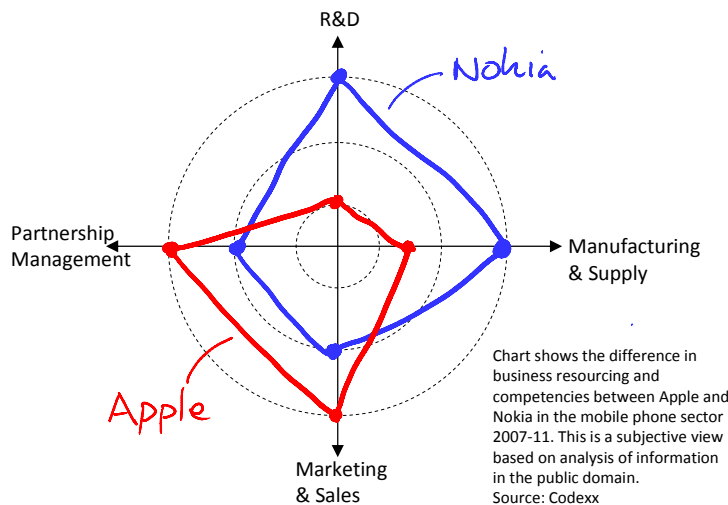 R&D
Nokia
Partnership
Management
Manufacturing
& Supply
Apple
Marketing
& Sales
Chart shows the difference in
business resourcing and
competencies between Apple and
Nokia in the mobile phone sector
2007-11. This is a subjective view
based on analysis of information
in the public domain.
Source: Codexx